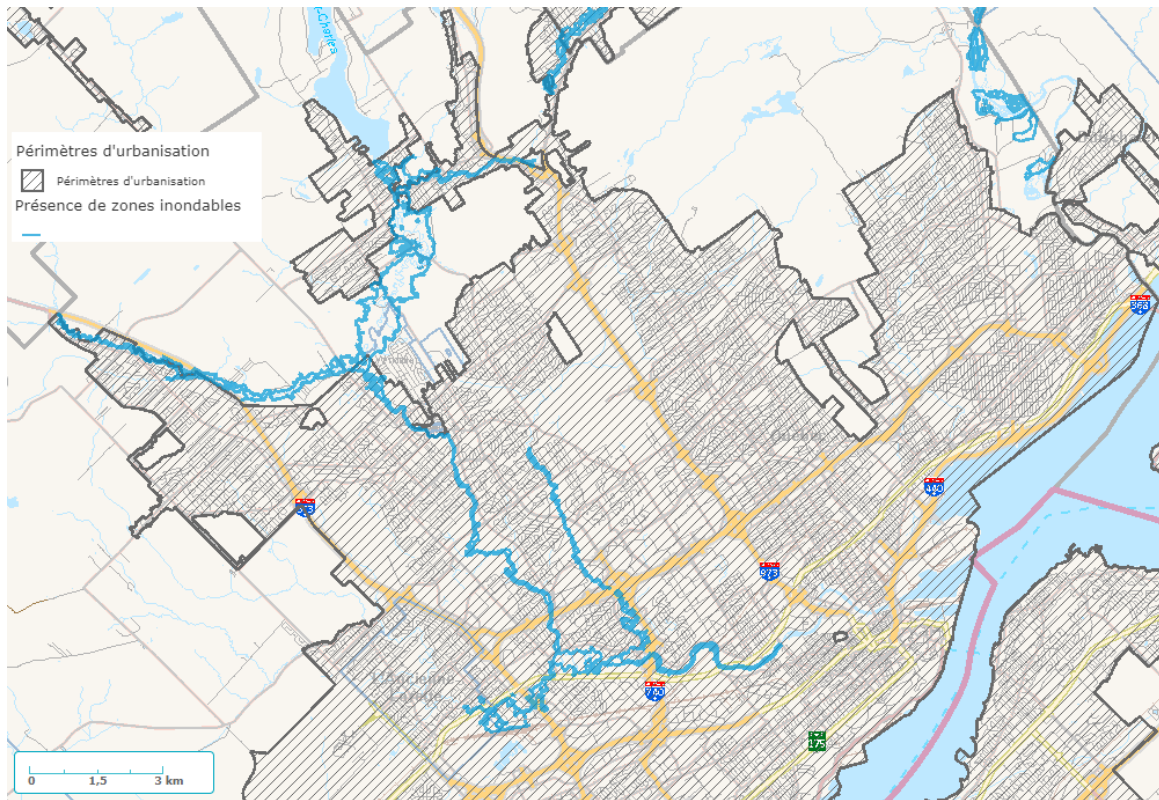 Périmètres d'urbanisation
Périmètres d'urbanisation
Présence de zones inondables
368
Québec
573
440
973
L'Ancienne
740
175
0 1,5 3 km